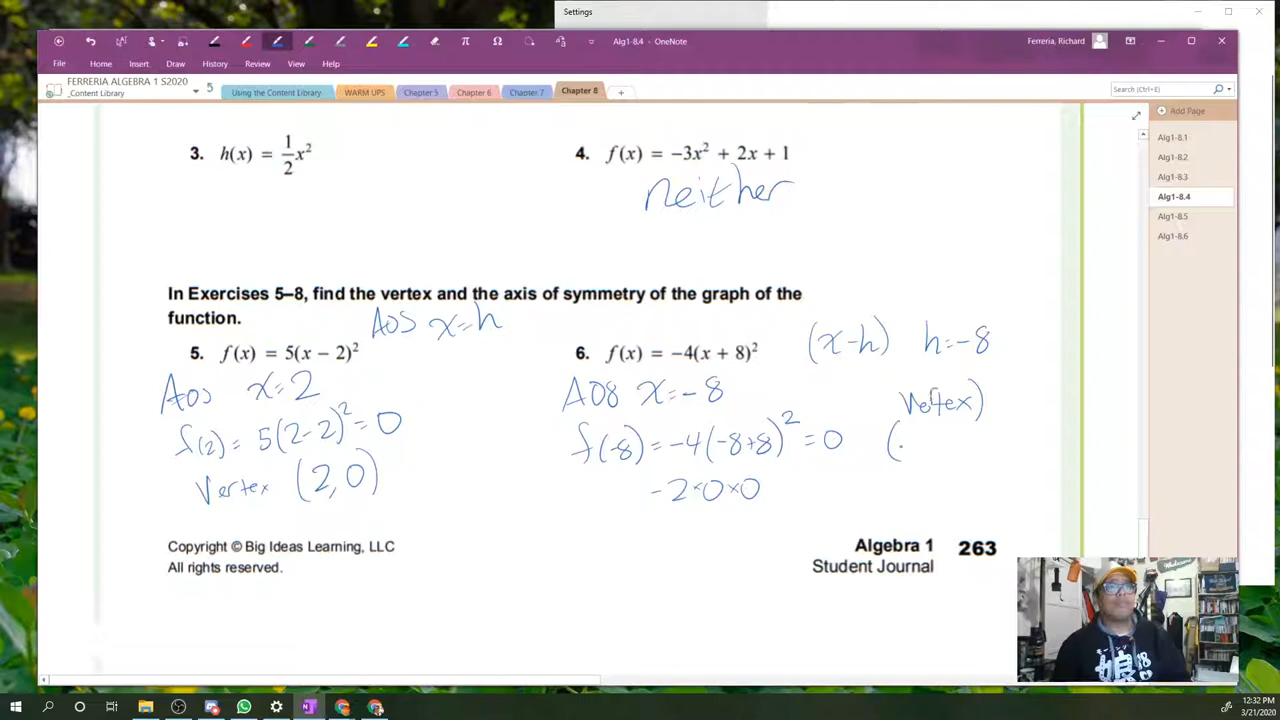 Settings
Alg1-8.4 - OneNote
Ferreria, Richard
File Home Insert Draw History Review View Help
FERRERIA ALGEBRA 1 S2020
_Content Library
5
Using the Content Library
WARM UPS
Chapter 5
Chapter 6
Chapter 7
Chapter 8
Search (Ctrl+E)
Add Page
Alg1-8.1
Alg1-8.2
Alg1-8.3
Alg1-8.4
Alg1-8.5
Alg1-8.6
3. h(x) = 1/2 x²
4. f(x) = −3x² + 2x + 1
neither
In Exercises 5–8, find the vertex and the axis of symmetry of the graph of the
function.
AOS x=h
5. f(x) = 5(x − 2)²
AOS x=2
f(2) = 5(2-2)² = 0
Vertex (2,0)
6. f(x) = −4(x + 8)²
(x-h) h=-8
AOS x=-8
f(-8) = -4(-8+8)² = 0
-2×0×0
Vertex)
(
Copyright © Big Ideas Learning, LLC
All rights reserved.
Algebra 1
Student Journal
263
12:32 PM
3/21/2020